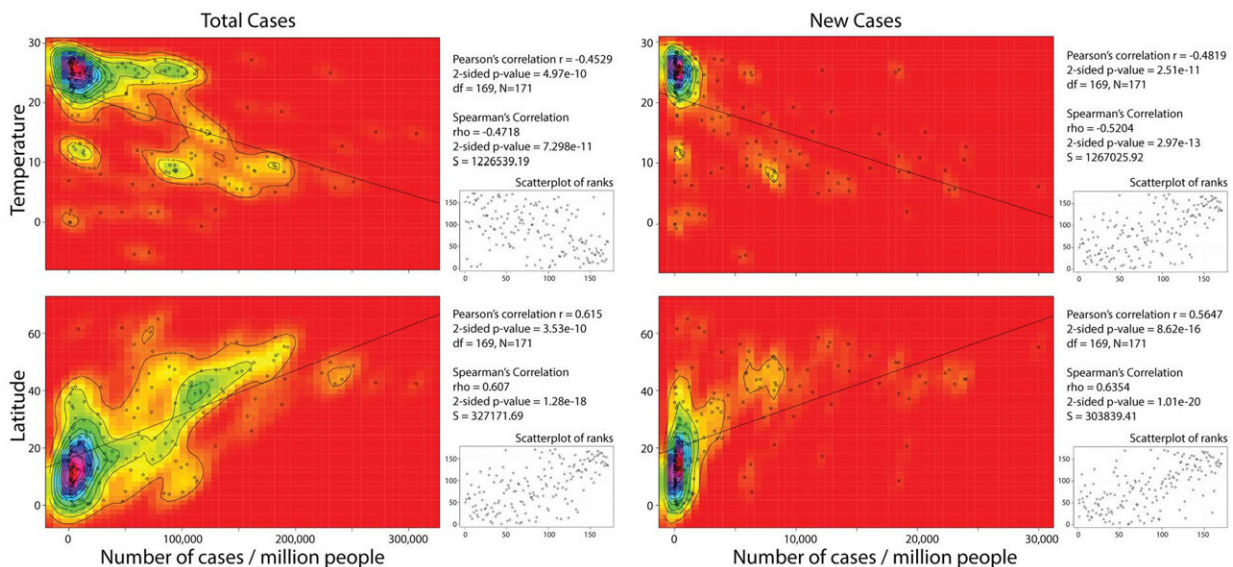 Total Cases
New Cases
Temperature
30
20
10
0
Pearson's correlation r = -0.4529
2-sided p-value = 4.97e-10
df = 169, N=171
Spearman's Correlation
rho = -0.4718
2-sided p-value = 7.298e-11
S = 1226539.19
Scatterplot of ranks
150
100
50
0
0 50 100 150
30
20
10
0
Pearson's correlation r = -0.4819
2-sided p-value = 2.51e-11
df = 169, N=171
Spearman's Correlation
rho = -0.5204
2-sided p-value = 2.97e-13
S = 1267025.92
Scatterplot of ranks
150
100
50
0
0 50 100 150
Latitude
60
40
20
0
0 100,000 200,000 300,000
Number of cases / million people
Pearson's correlation r = 0.615
2-sided p-value = 3.53e-10
df = 169, N=171
Spearman's Correlation
rho = 0.607
2-sided p-value = 1.28e-18
S = 327171.69
Scatterplot of ranks
150
100
50
0
0 50 100 150
60
40
20
0
0 10,000 20,000 30,000
Number of cases / million people
Pearson's correlation r = 0.5647
2-sided p-value = 8.62e-16
df = 169, N=171
Spearman's Correlation
rho = 0.6354
2-sided p-value = 1.01e-20
S = 303839.41
Scatterplot of ranks
150
100
50
0
0 50 100 150